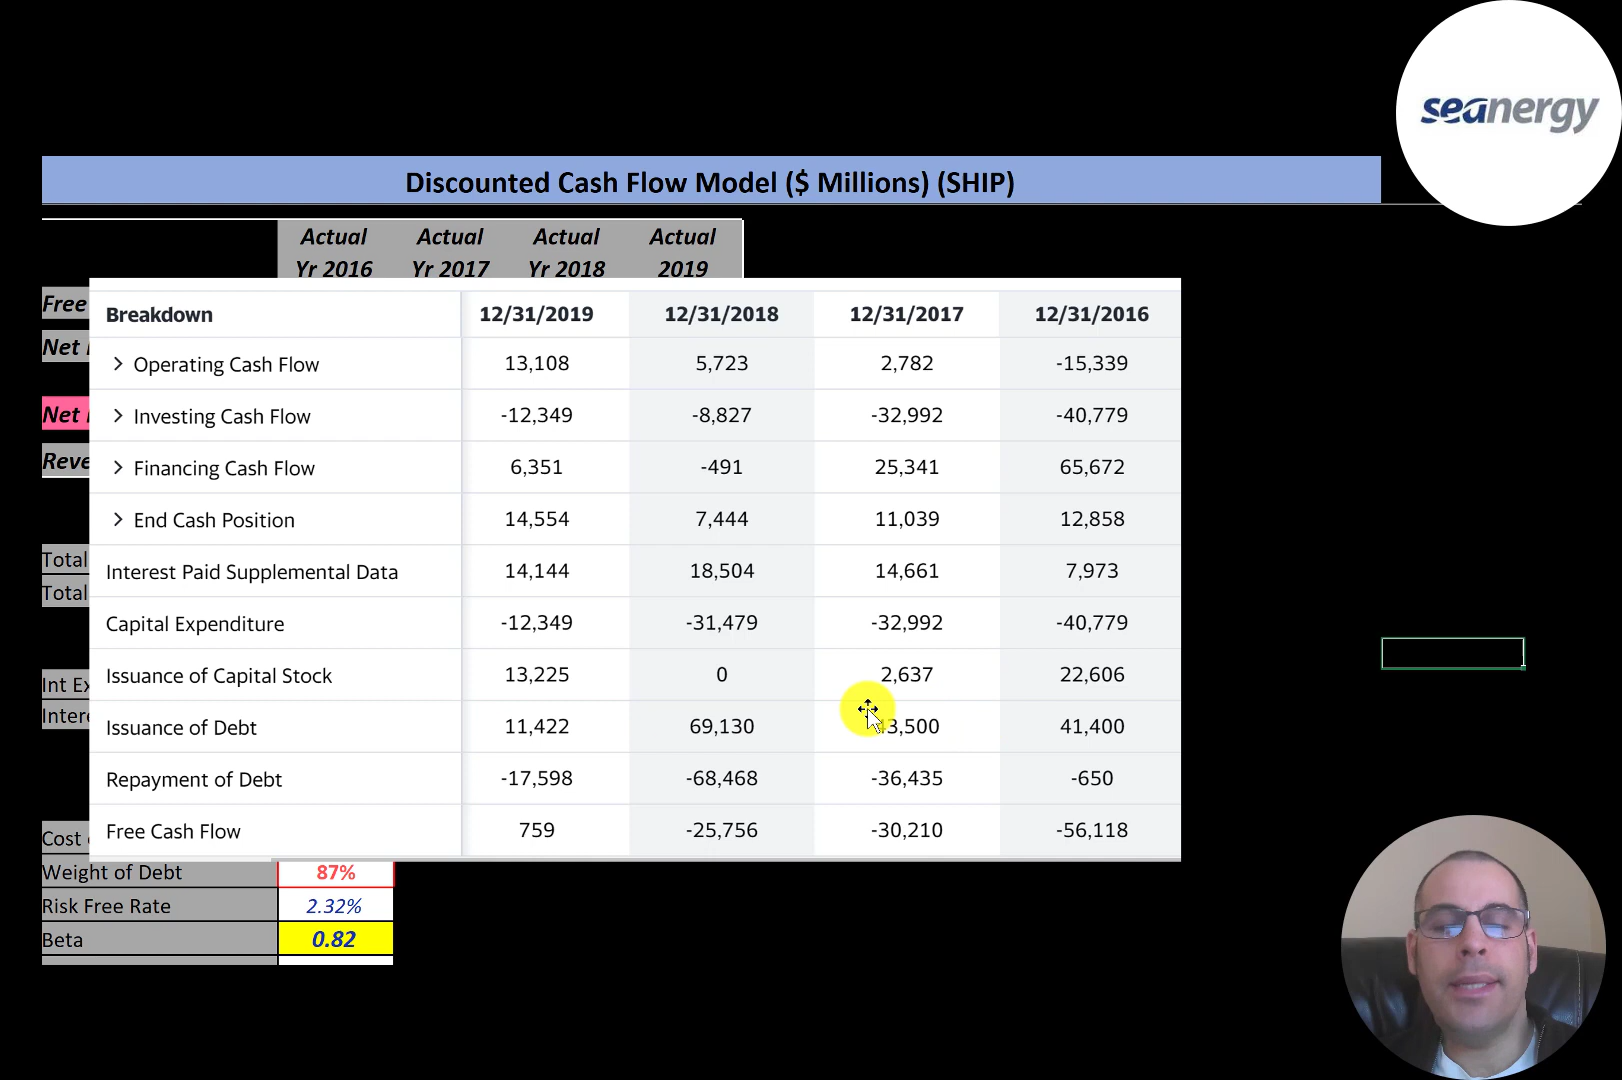 seanergy
Discounted Cash Flow Model ($ Millions) (SHIP)
Actual Actual Actual Actual
Yr 2016 Yr 2017 Yr 2018 2019
Free
Net
Net
Reve
Total
Total
Int Ex
Intere
Cost
Breakdown 12/31/2019 12/31/2018 12/31/2017 12/31/2016
Operating Cash Flow 13,108 5,723 2,782 -15,339
Investing Cash Flow -12,349 -8,827 -32,992 -40,779
Financing Cash Flow 6,351 -491 25,341 65,672
End Cash Position 14,554 7,444 11,039 12,858
Interest Paid Supplemental Data 14,144 18,504 14,661 7,973
Capital Expenditure -12,349 -31,479 -32,992 -40,779
Issuance of Capital Stock 13,225 0 2,637 22,606
Issuance of Debt 11,422 69,130 3,500 41,400
Repayment of Debt -17,598 -68,468 -36,435 -650
Free Cash Flow 759 -25,756 -30,210 -56,118
Weight of Debt 87%
Risk Free Rate 2.32%
Beta 0.82